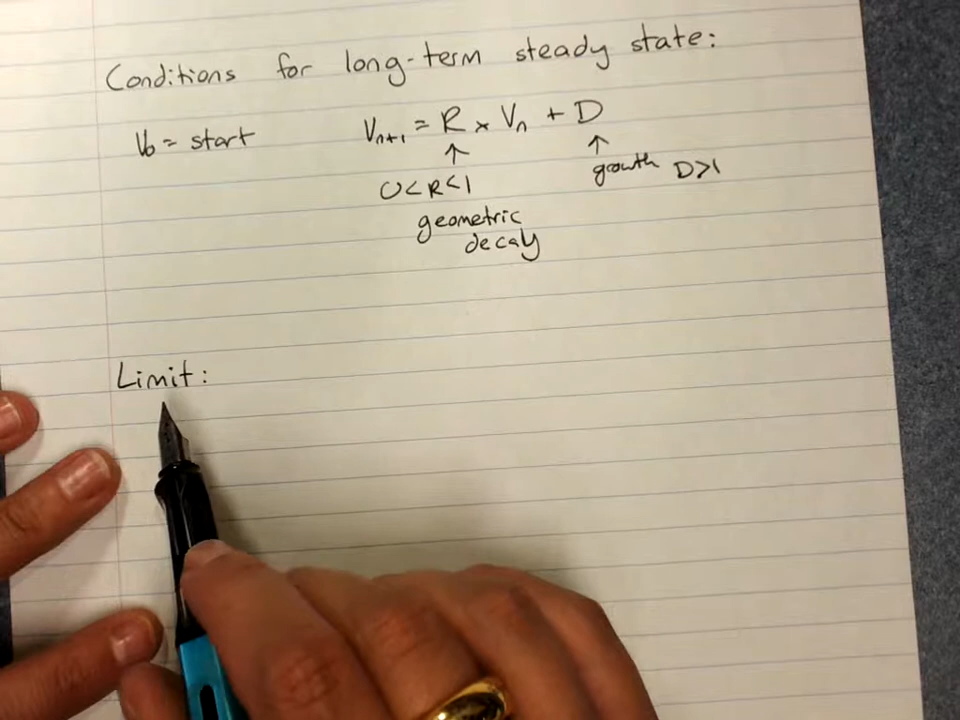 Conditions for long-term steady state:
V₀ = start Vₙ₊₁ = R × Vₙ + D
↑ ↑
growth D>1
0<R<1
geometric
decay
Limit: